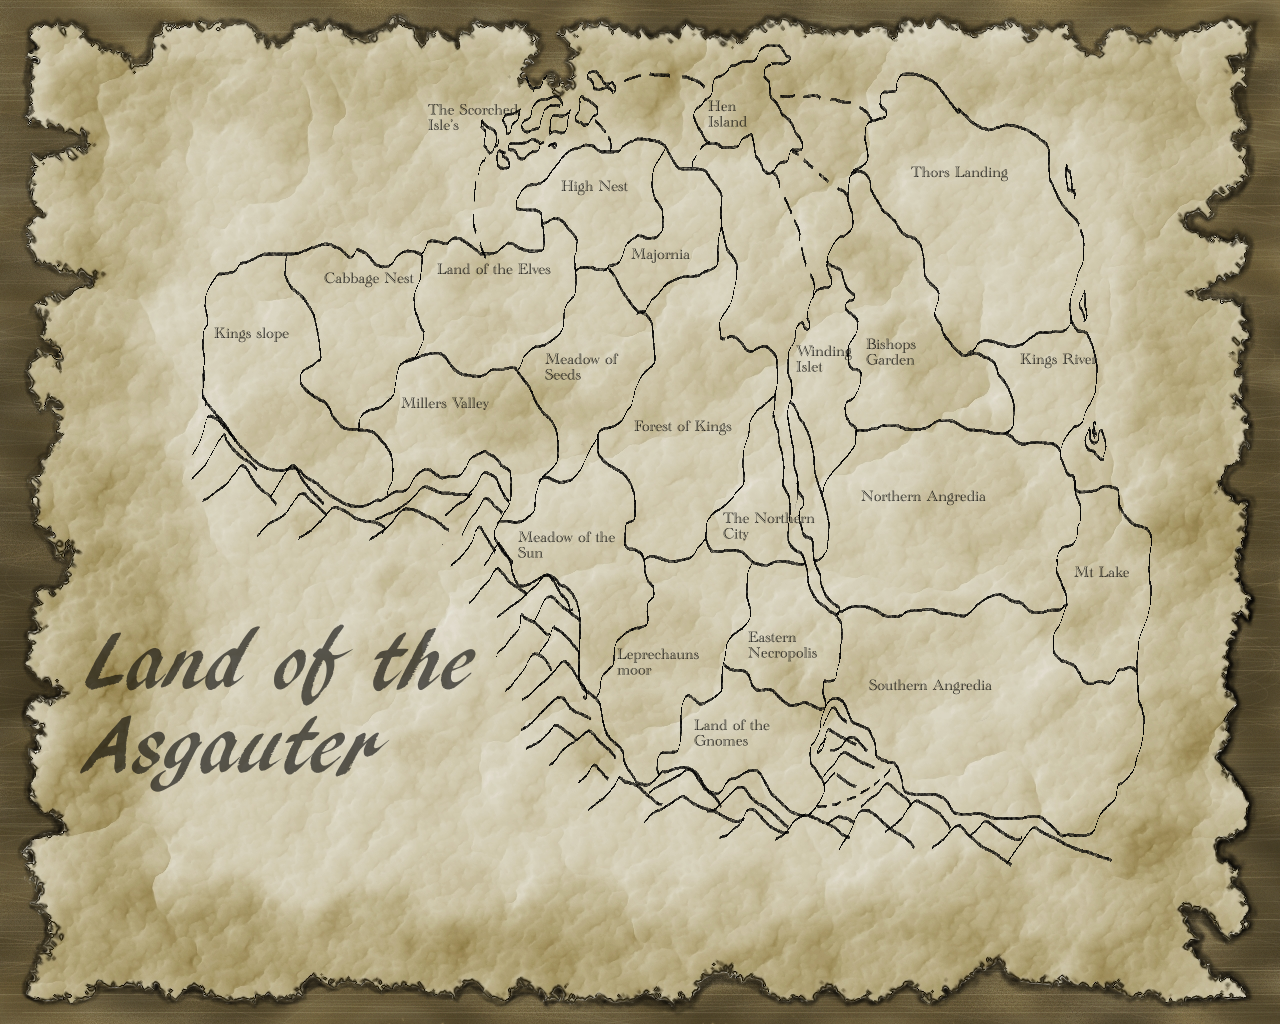 The Scorched
Isle's
Hen
Island
High Nest
Thors Landing
Majornia
Cabbage Nest
Land of the Elves
Kings slope
Meadow of
Seeds
Winding
Islet
Bishops
Garden
Kings River
Millers Valley
Forest of Kings
Northern Angredia
The Northern
City
Meadow of the
Sun
Mt Lake
Leprechauns
moor
Eastern
Necropolis
Southern Angredia
Land of the
Gnomes
Land of the
Asgauter